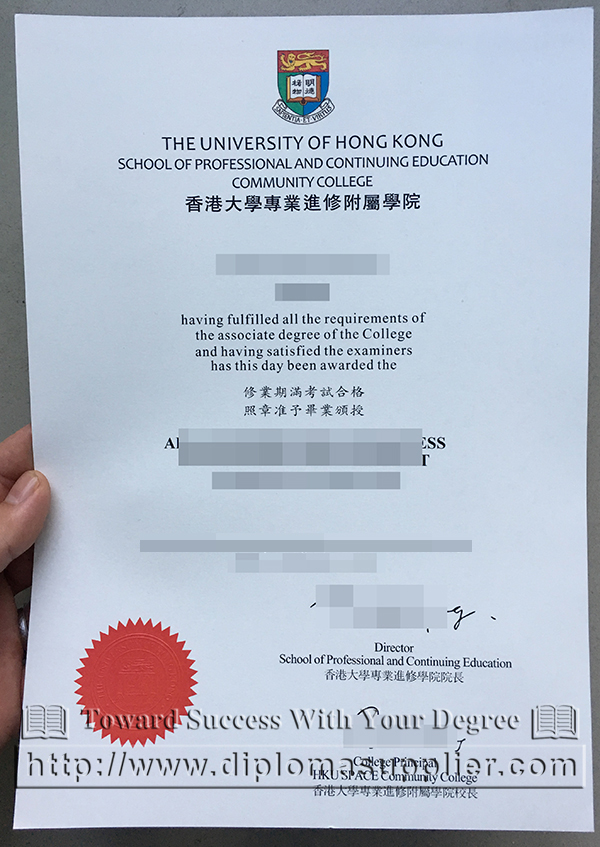 明德
格物
SAPIENTIA ET VIRTUS
THE UNIVERSITY OF HONG KONG
SCHOOL OF PROFESSIONAL AND CONTINUING EDUCATION
COMMUNITY COLLEGE
香港大學專業進修附屬學院
having fulfilled all the requirements of
the associate degree of the College
and having satisfied the examiners
has this day been awarded the
修業期滿考試合格
照章准予畢業頒授
Director
School of Professional and Continuing Education
香港大學專業進修學院院長
Toward Success With Your Degree
College Principal
http://www.diplomasupplier.com
HKU SPACE Community College
香港大學專業進修附屬學院校長